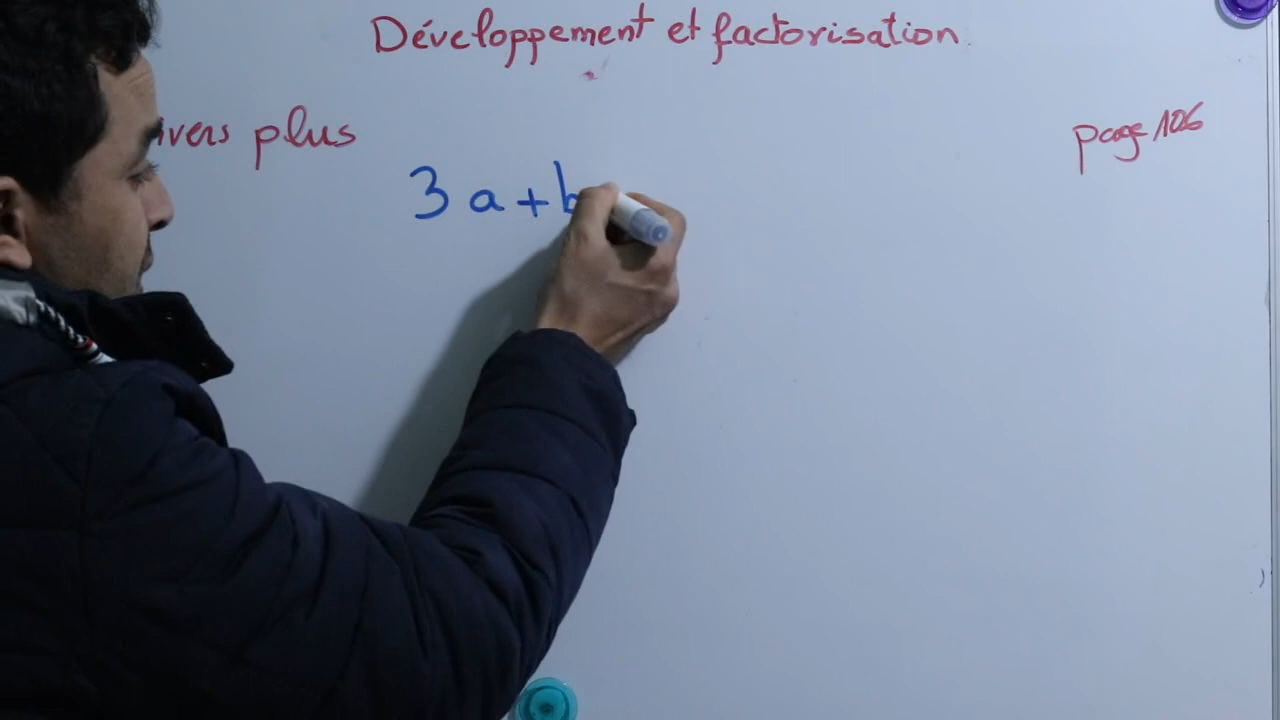 Développement et factorisation
plus
page 106
3 a + b